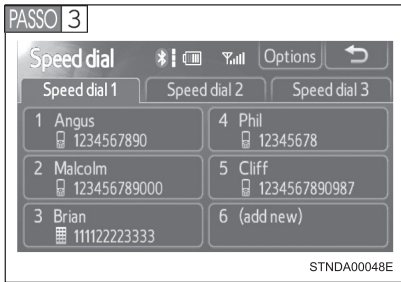 PASSO 3
Speed dial Options
Speed dial 1 Speed dial 2 Speed dial 3
1 Angus
1234567890
4 Phil
12345678
2 Malcolm
123456789000
5 Cliff
1234567890987
3 Brian
111122223333
6 (add new)
STNDA00048E